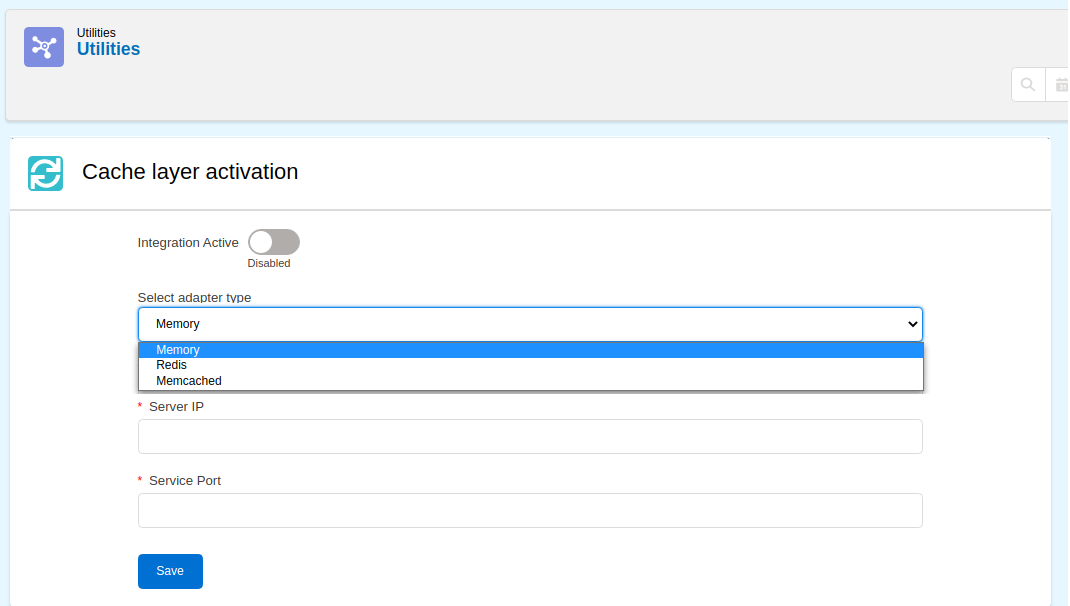 Utilities
Utilities
Cache layer activation
Integration Active
Disabled
Select adapter type
Memory
Memory
Redis
Memcached
* Server IP
* Service Port
Save